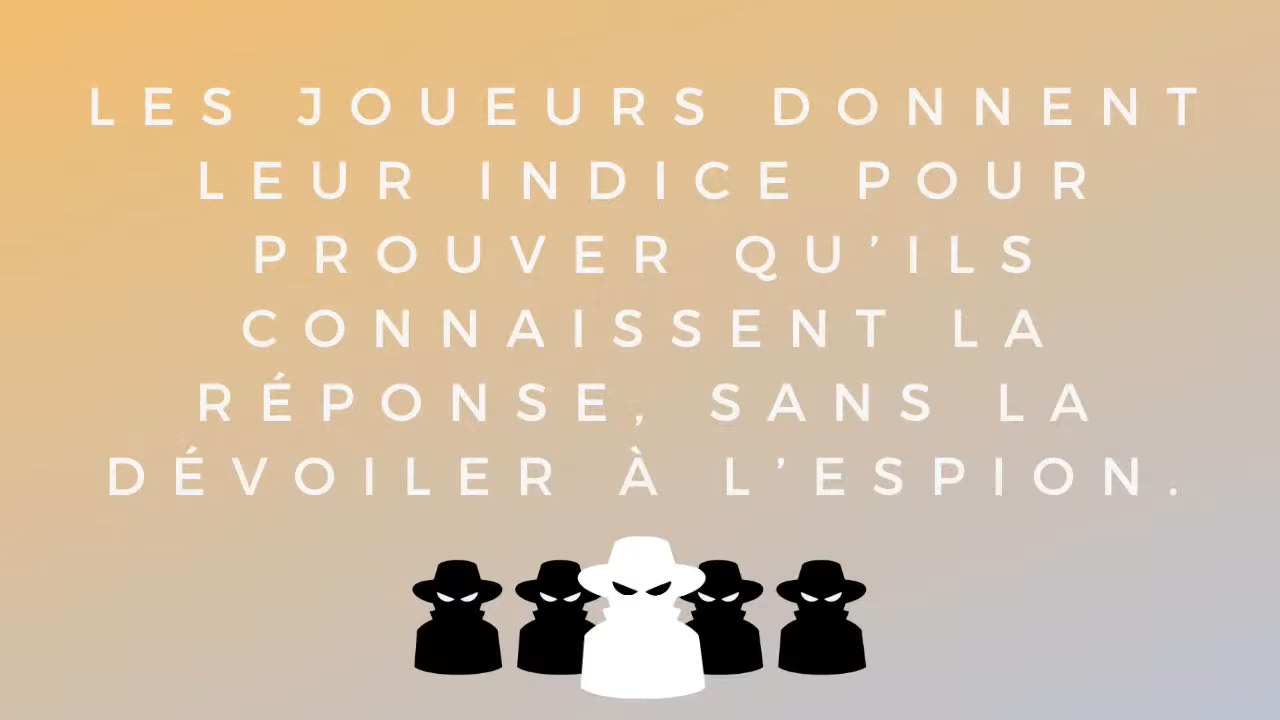 LES JOUEURS DONNENT
LEUR INDICE POUR
PROUVER QU’ILS
CONNAISSENT LA
RÉPONSE, SANS LA
DÉVOILER À L’ESPION.